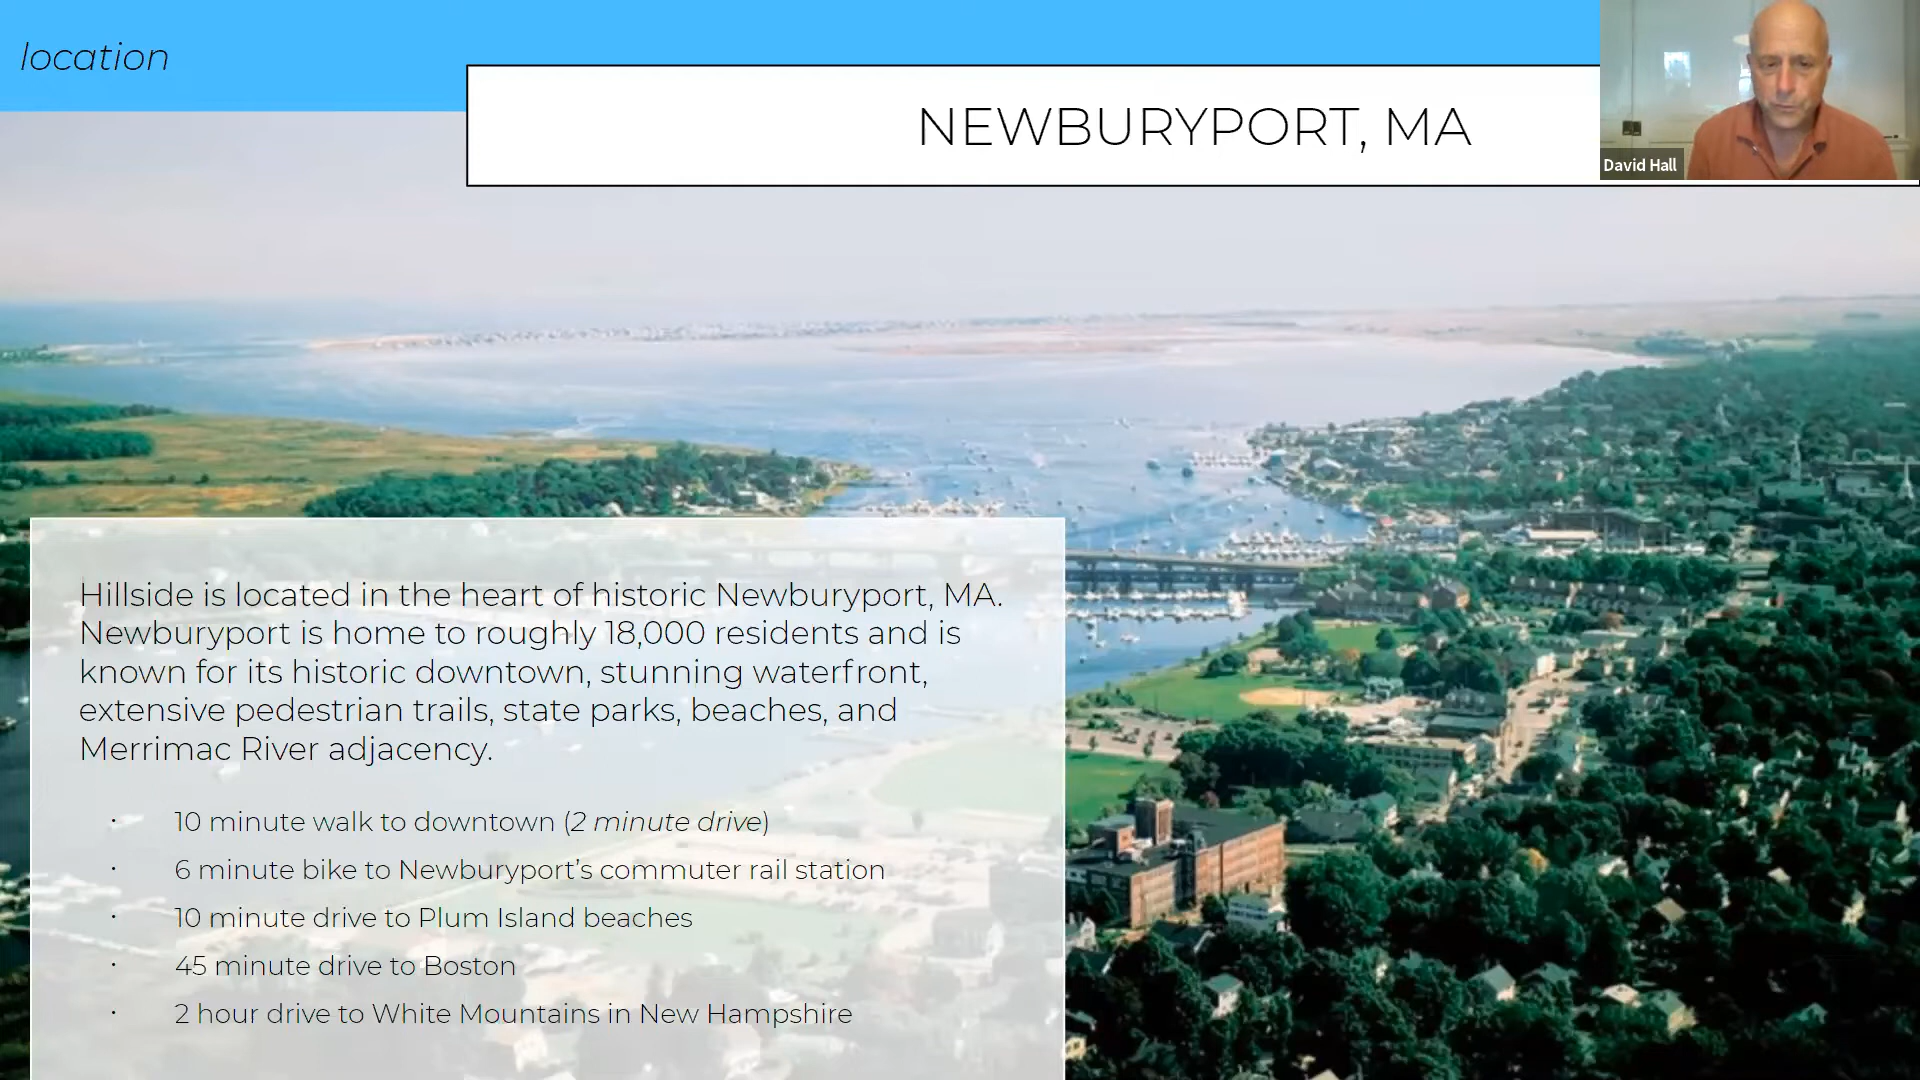 location
NEWBURYPORT, MA
David Hall
Hillside is located in the heart of historic Newburyport, MA.
Newburyport is home to roughly 18,000 residents and is
known for its historic downtown, stunning waterfront,
extensive pedestrian trails, state parks, beaches, and
Merrimac River adjacency.
· 10 minute walk to downtown (2 minute drive)
· 6 minute bike to Newburyport’s commuter rail station
· 10 minute drive to Plum Island beaches
· 45 minute drive to Boston
· 2 hour drive to White Mountains in New Hampshire